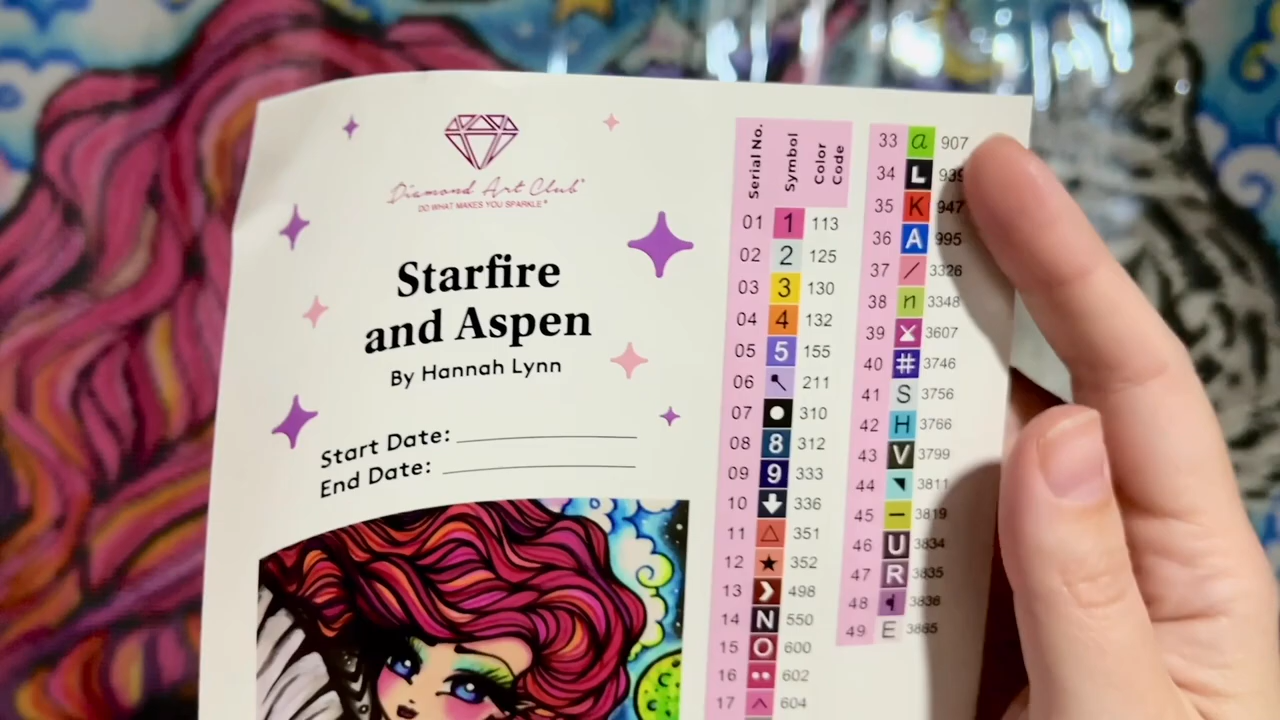 Diamond Art Club
DO WHAT MAKES YOU SPARKLE
Starfire
and Aspen
By Hannah Lynn
Start Date:
End Date:
Serial No. Symbol Color Code
01 1 113
02 2 125
03 3 130
04 4 132
05 5 155
06 211
07 310
08 8 312
09 9 333
10 336
11 351
12 352
13 498
14 N 550
15 O 600
16 602
17 604
33 a 907
34 L 939
35 K 947
36 A 995
37 / 3326
38 n 3348
39 3607
40 # 3746
41 S 3756
42 H 3766
43 V 3799
44 3811
45 – 3819
46 U 3834
47 R 3835
48 3836
49 E 3865